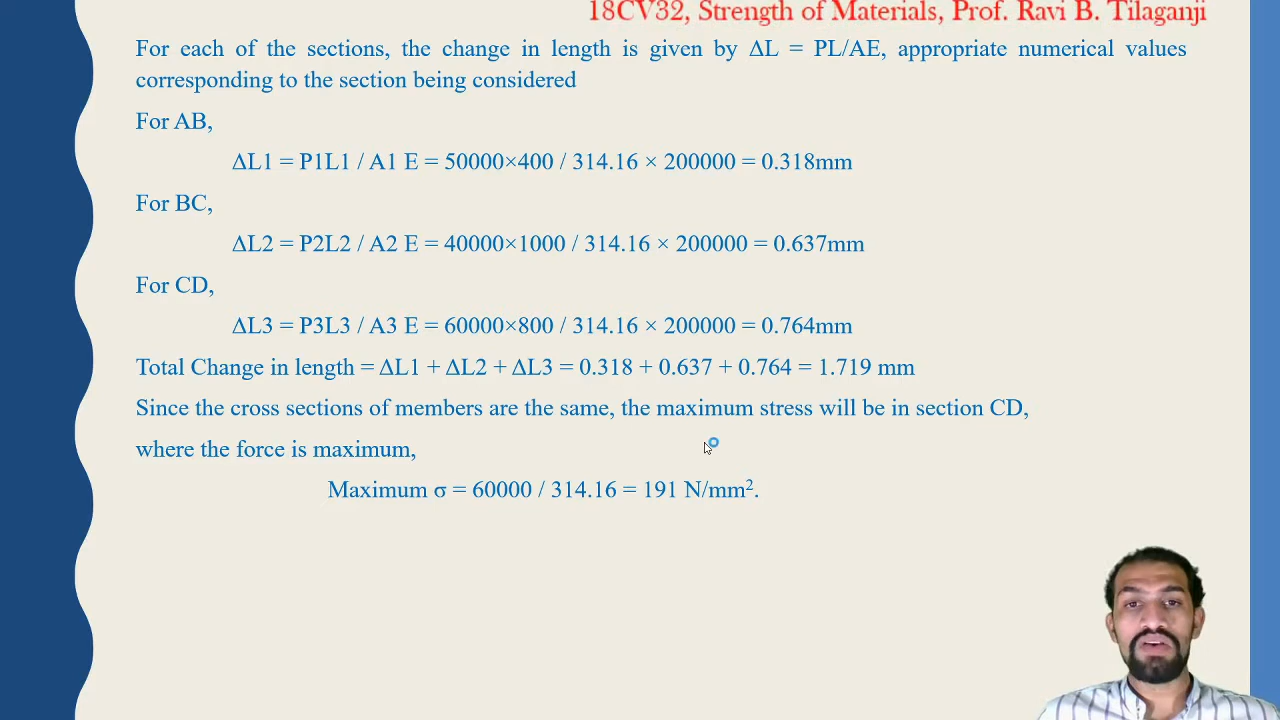 18CV32, Strength of Materials, Prof. Ravi B. Tilaganji
For each of the sections, the change in length is given by ΔL = PL/AE, appropriate numerical values
corresponding to the section being considered
For AB,
ΔL1 = P1L1 / A1 E = 50000×400 / 314.16 × 200000 = 0.318mm
For BC,
ΔL2 = P2L2 / A2 E = 40000×1000 / 314.16 × 200000 = 0.637mm
For CD,
ΔL3 = P3L3 / A3 E = 60000×800 / 314.16 × 200000 = 0.764mm
Total Change in length = ΔL1 + ΔL2 + ΔL3 = 0.318 + 0.637 + 0.764 = 1.719 mm
Since the cross sections of members are the same, the maximum stress will be in section CD,
where the force is maximum,
Maximum σ = 60000 / 314.16 = 191 N/mm².